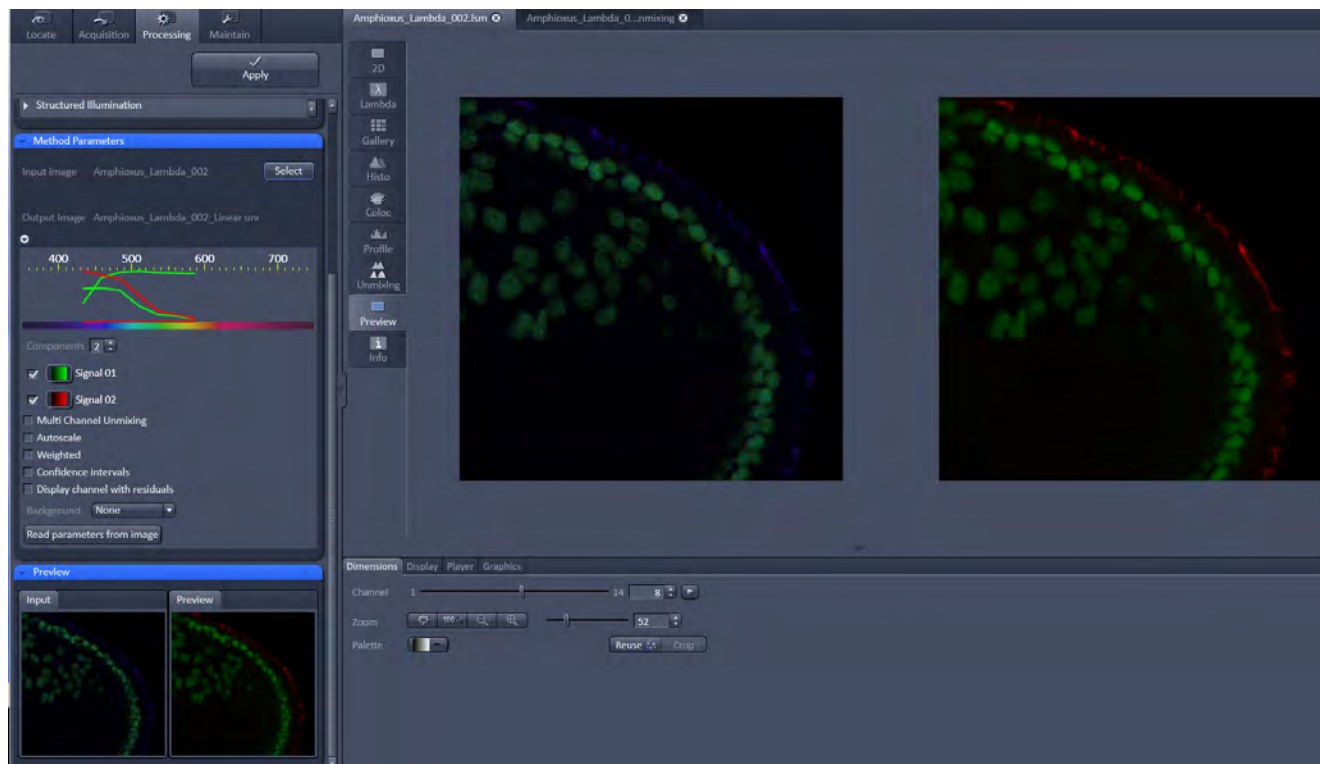 Locate Acquisition Processing Maintain
Apply
Structured Illumination
Method Parameters
Input image Amphioxus_Lambda_002 Select
Output Image Amphioxus_Lambda_002_Linear unr
400 500 600 700
Components 2
Signal 01
Signal 02
Multi Channel Unmixing
Autoscale
Weighted
Confidence intervals
Display channel with residuals
Background None
Read parameters from image
Preview
Input Preview
Amphioxus_Lambda_002.lsm Amphioxus_Lambda_0...nmixing
2D
λ
Lambda
Gallery
Histo
Coloc
Profile
Unmixing
Preview
i
Info
Dimensions Display Player Graphics
Channel 1 14 8
Zoom 100% 52
Palette Reuse Crop